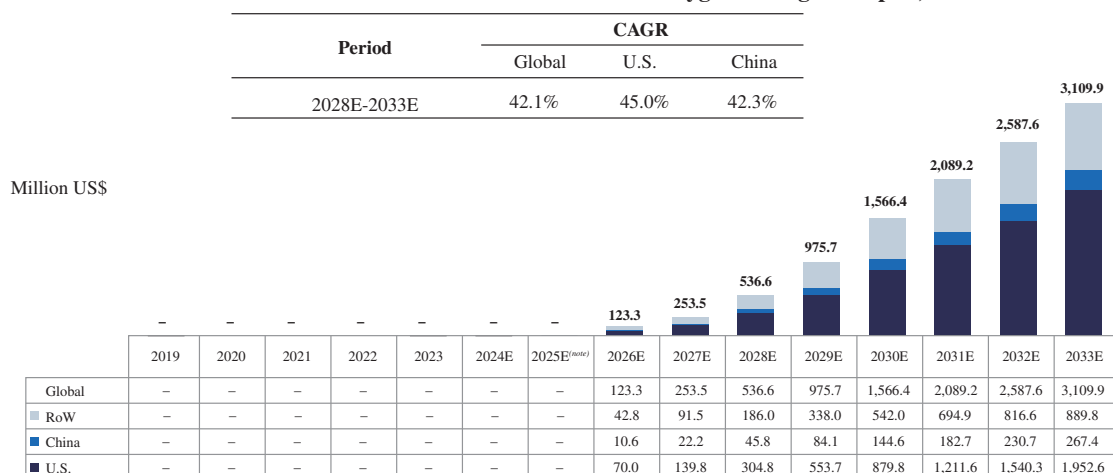 CAGR
Period
Global U.S. China
2028E-2033E 42.1% 45.0% 42.3%
3,109.9
2,587.6
Million US$
2,089.2
1,566.4
975.7
536.6
253.5
123.3
– – – – – – –
2019 2020 2021 2022 2023 2024E 2025E(note) 2026E 2027E 2028E 2029E 2030E 2031E 2032E 2033E
Global – – – – – – – 123.3 253.5 536.6 975.7 1,566.4 2,089.2 2,587.6 3,109.9
RoW – – – – – – – 42.8 91.5 186.0 338.0 542.0 694.9 816.6 889.8
China – – – – – – – 10.6 22.2 45.8 84.1 144.6 182.7 230.7 267.4
U.S. – – – – – – – 70.0 139.8 304.8 553.7 879.8 1,211.6 1,540.3 1,952.6